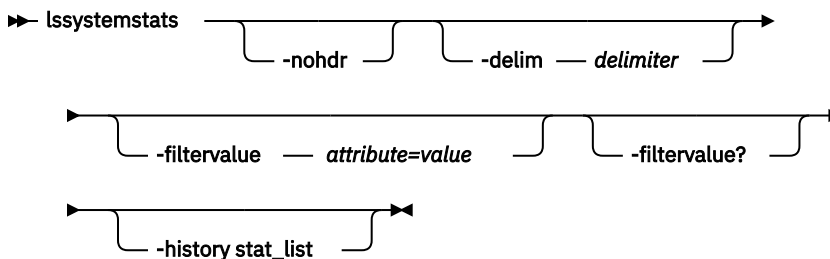 lssystemstats
-nohdr -delim delimiter
-filtervalue attribute=value -filtervalue?
-history stat_list